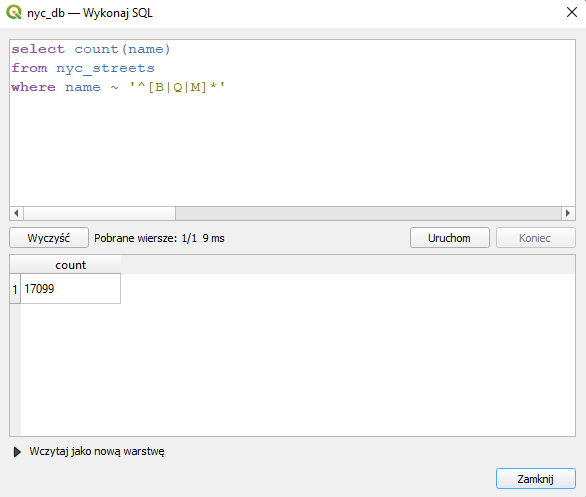 nyc_db — Wykonaj SQL
select count(name)
from nyc_streets
where name ~ '^[B|Q|M]*'
Wyczyść Pobrane wiersze: 1/1 9 ms Uruchom Koniec
count
1 17099
Wczytaj jako nową warstwę
Zamknij